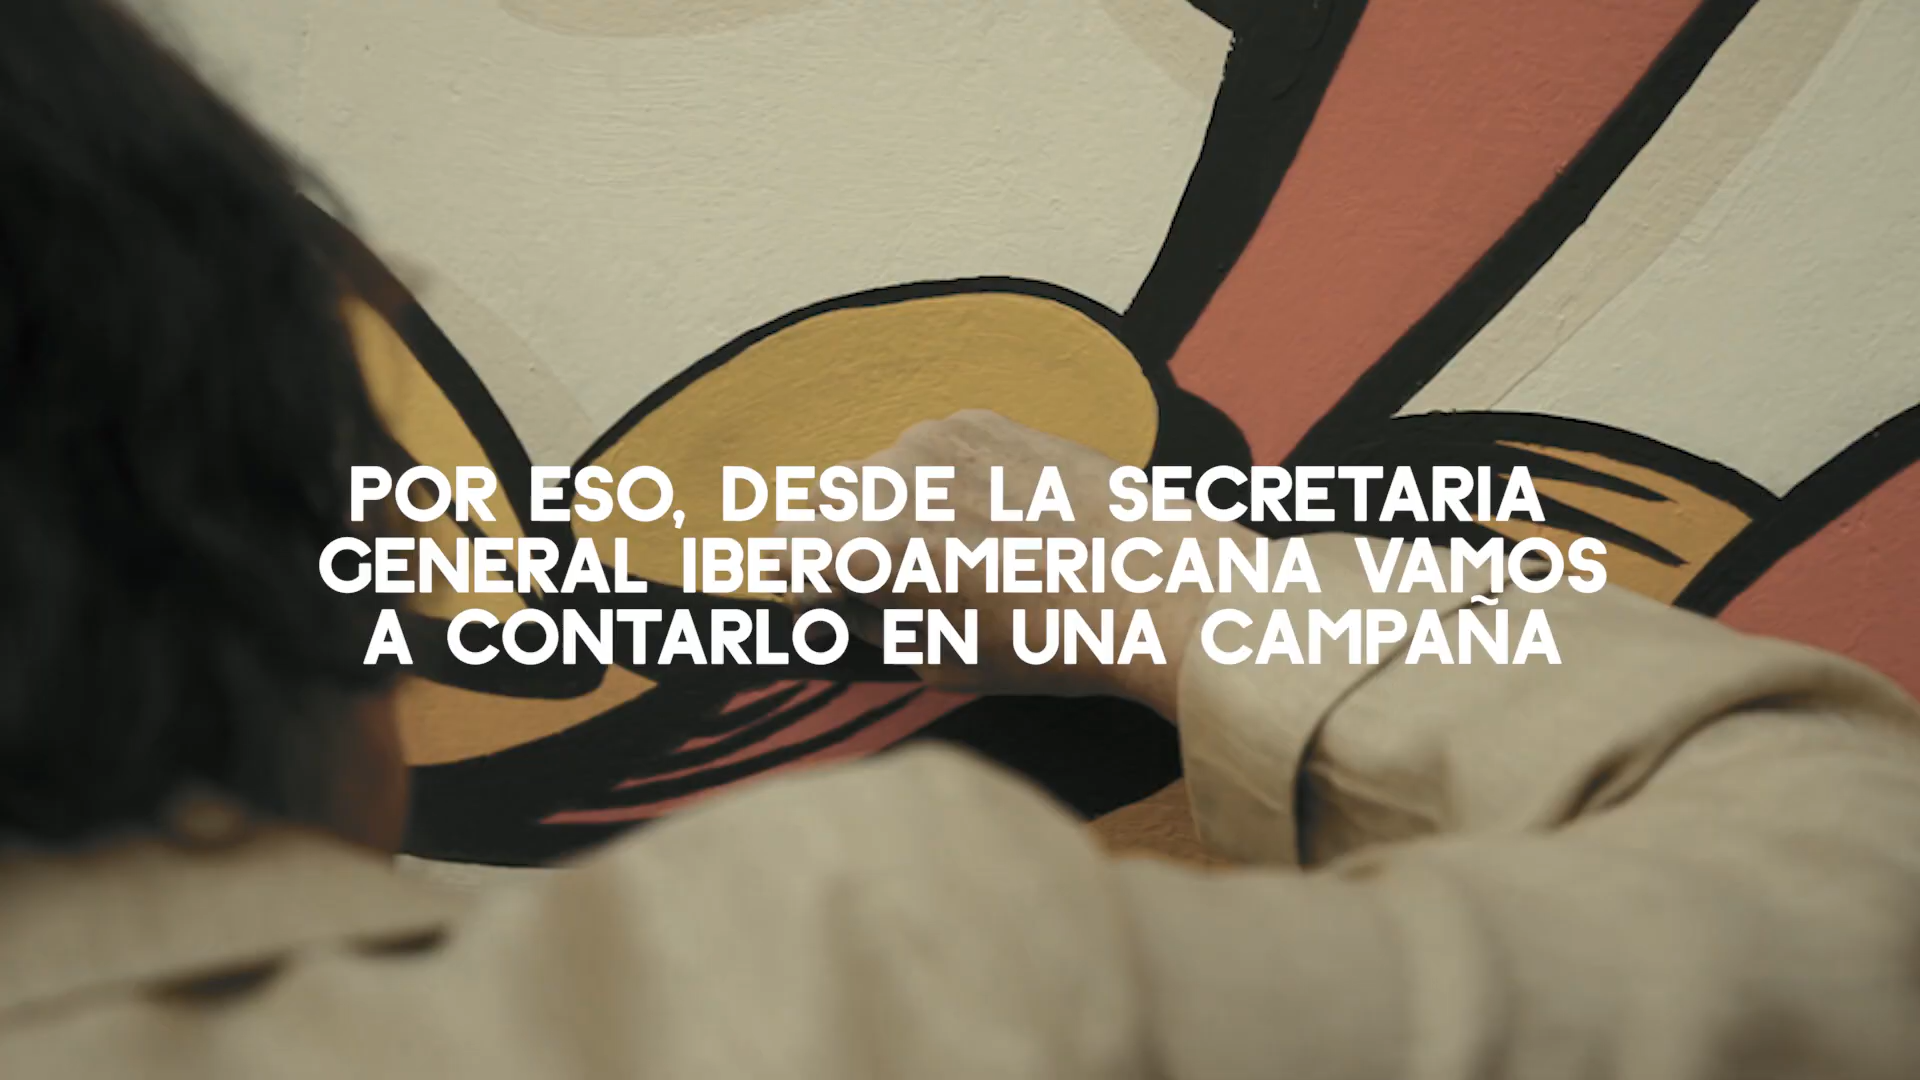 POR ESO, DESDE LA SECRETARIA
GENERAL IBEROAMERICANA VAMOS
A CONTARLO EN UNA CAMPAÑA